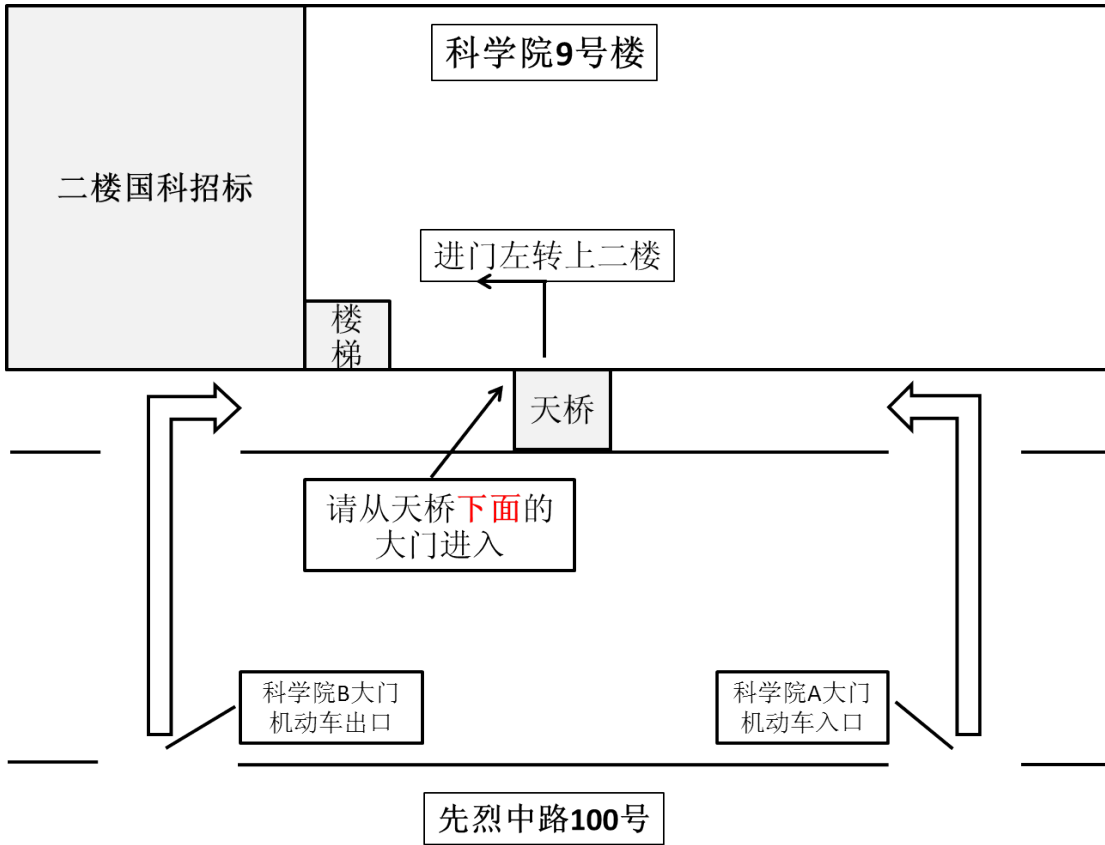 科学院9号楼
二楼国科招标
进门左转上二楼
楼
梯
天桥
请从天桥下面的
大门进入
科学院B大门
机动车出口
科学院A大门
机动车入口
先烈中路100号